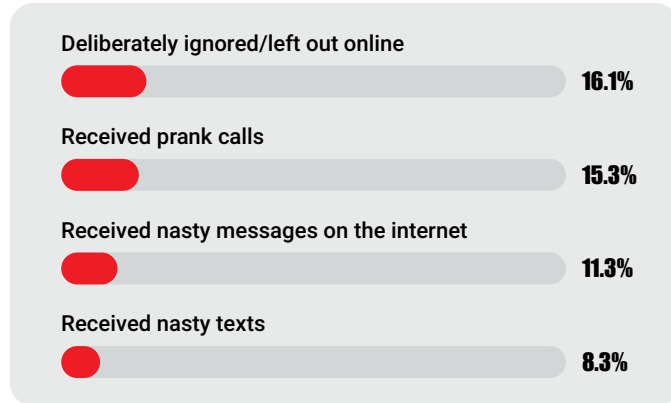 Deliberately ignored/left out online
16.1%
Received prank calls
15.3%
Received nasty messages on the internet
11.3%
Received nasty texts
8.3%